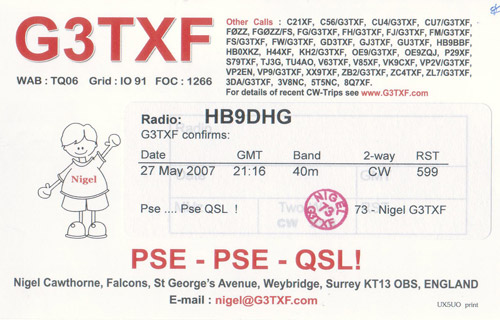 G3TXF
WAB : TQ06 Grid : IO 91 FOC : 1266
Other Calls : C21XF, C56/G3TXF, CU4/G3TXF, CU7/G3TXF,
FØZZ, FGØZZ/FS, FG/G3TXF, FH/G3TXF, FJ/G3TXF, FM/G3TXF,
FS/G3TXF, FW/G3TXF, GD3TXF, GJ3TXF, GU3TXF, HB9BBF,
HB0XKZ, H44XF, KH2/G3TXF, OE9/G3TXF, OE9ZQJ, P29XF,
S79TXF, TJ3G, TU4AO, V63TXF, V85XF, VK9CXF, VP2V/G3TXF,
VP2EN, VP9/G3TXF, XX9TXF, ZB2/G3TXF, ZC4TXF, ZL7/G3TXF,
3DA/G3TXF, 3V8NC, 5T5NC, 8Q7XF.
For details of recent CW-Trips see www.G3TXF.com
Radio: HB9DHG
G3TXF confirms:
Date GMT Band 2-way RST
27 May 2007 21:16 40m CW 599
Pse .... Pse QSL ! 73 - Nigel G3TXF
NIGEL
73
G3TXF
Nigel
PSE - PSE - QSL!
Nigel Cawthorne, Falcons, St George's Avenue, Weybridge, Surrey KT13 OBS, ENGLAND
E-mail : nigel@G3TXF.com
UX5UO print